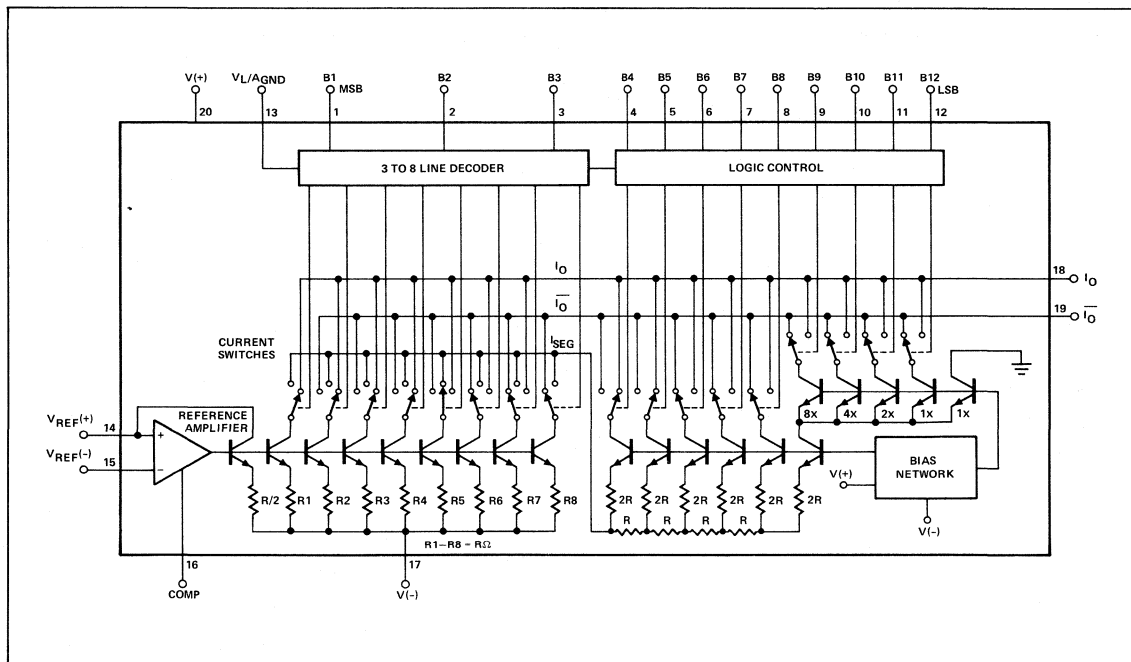 V(+) VL/AGND B1 MSB B2 B3 B4 B5 B6 B7 B8 B9 B10 B11 B12 LSB
20 13 1 2 3 4 5 6 7 8 9 10 11 12
3 TO 8 LINE DECODER
LOGIC CONTROL
IO 18 IO
IO 19 IO
CURRENT SWITCHES
ISEG
VREF(+) 14
REFERENCE AMPLIFIER
+
VREF(-) 15
−
8x 4x 2x 1x 1x
BIAS NETWORK
V(+)
V(-)
R/2 R1 R2 R3 R4 R5 R6 R7 R8
2R 2R 2R 2R 2R 2R
R R R R
R1–R8 = RΩ
16
COMP
17
V(-)